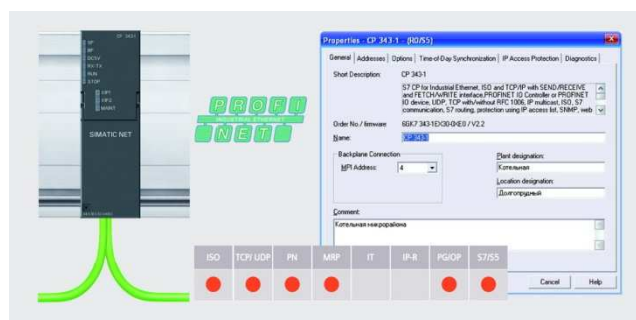 CP 343-1
SF
BF
DC5V
RX/TX
RUN
STOP
XP1
XP2
MAINT
SIMATIC NET
PROFI
INDUSTRIAL ETHERNET
NET
Properties - CP 343-1 - (R0/S5)
General Addresses Options Time-of-Day Synchronization IP Access Protection Diagnostics
Short Description: CP 343-1
S7 CP for Industrial Ethernet, ISO and TCP/IP with SEND/RECEIVE
and FETCH/WRITE interface,PROFINET IO Controller or PROFINET
IO device, UDP, TCP with/without RFC 1006, IP multicast, ISO, S7
communication, S7 routing, protection using IP access list, SNMP, web
Order No./ firmware 6GK7 343-1EX30-0XE0 / V2.2
Name: CP 343-1
Backplane Connection
MPI Address: 4
Plant designation:
Котельная
Location designation:
Долгопрудный
Comment:
Котельная микрорайона
ISO TCP/ UDP PN MRP IT IP-R PG/OP S7/S5
Cancel Help